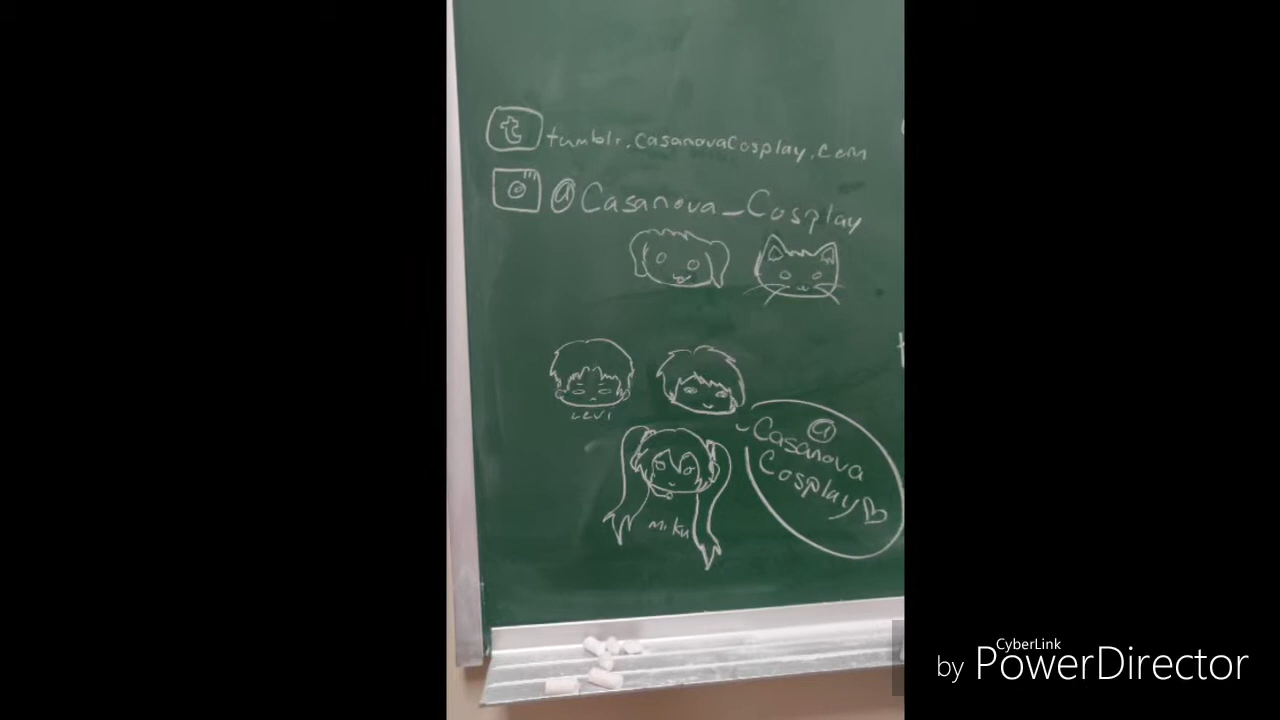 t tumblr.casanovaCosplay.com
@Casanova_Cosplay
LEVI
Miku
@
Casanova
Cosplay
CyberLink
by PowerDirector